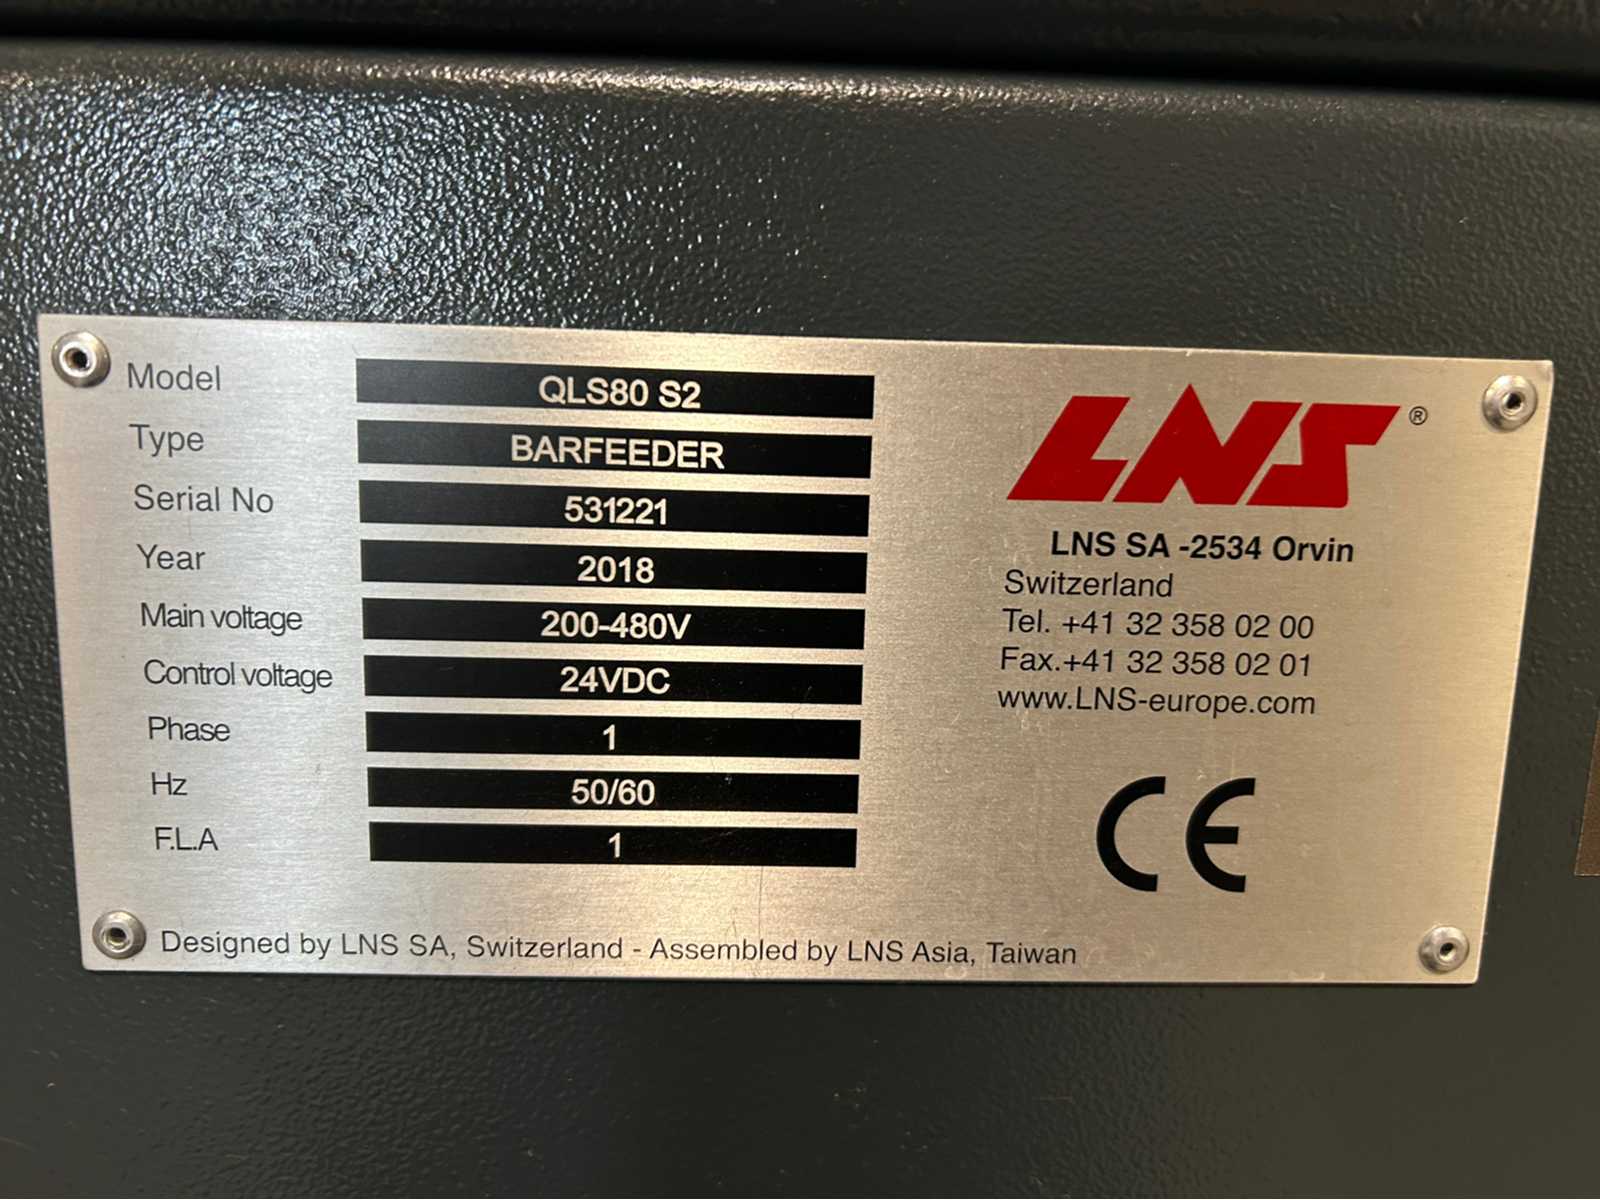 Model QLS80 S2
Type BARFEEDER
Serial No 531221
Year 2018
Main voltage 200-480V
Control voltage 24VDC
Phase 1
Hz 50/60
F.L.A 1
LNS®
LNS SA -2534 Orvin
Switzerland
Tel. +41 32 358 02 00
Fax.+41 32 358 02 01
www.LNS-europe.com
CE
Designed by LNS SA, Switzerland - Assembled by LNS Asia, Taiwan